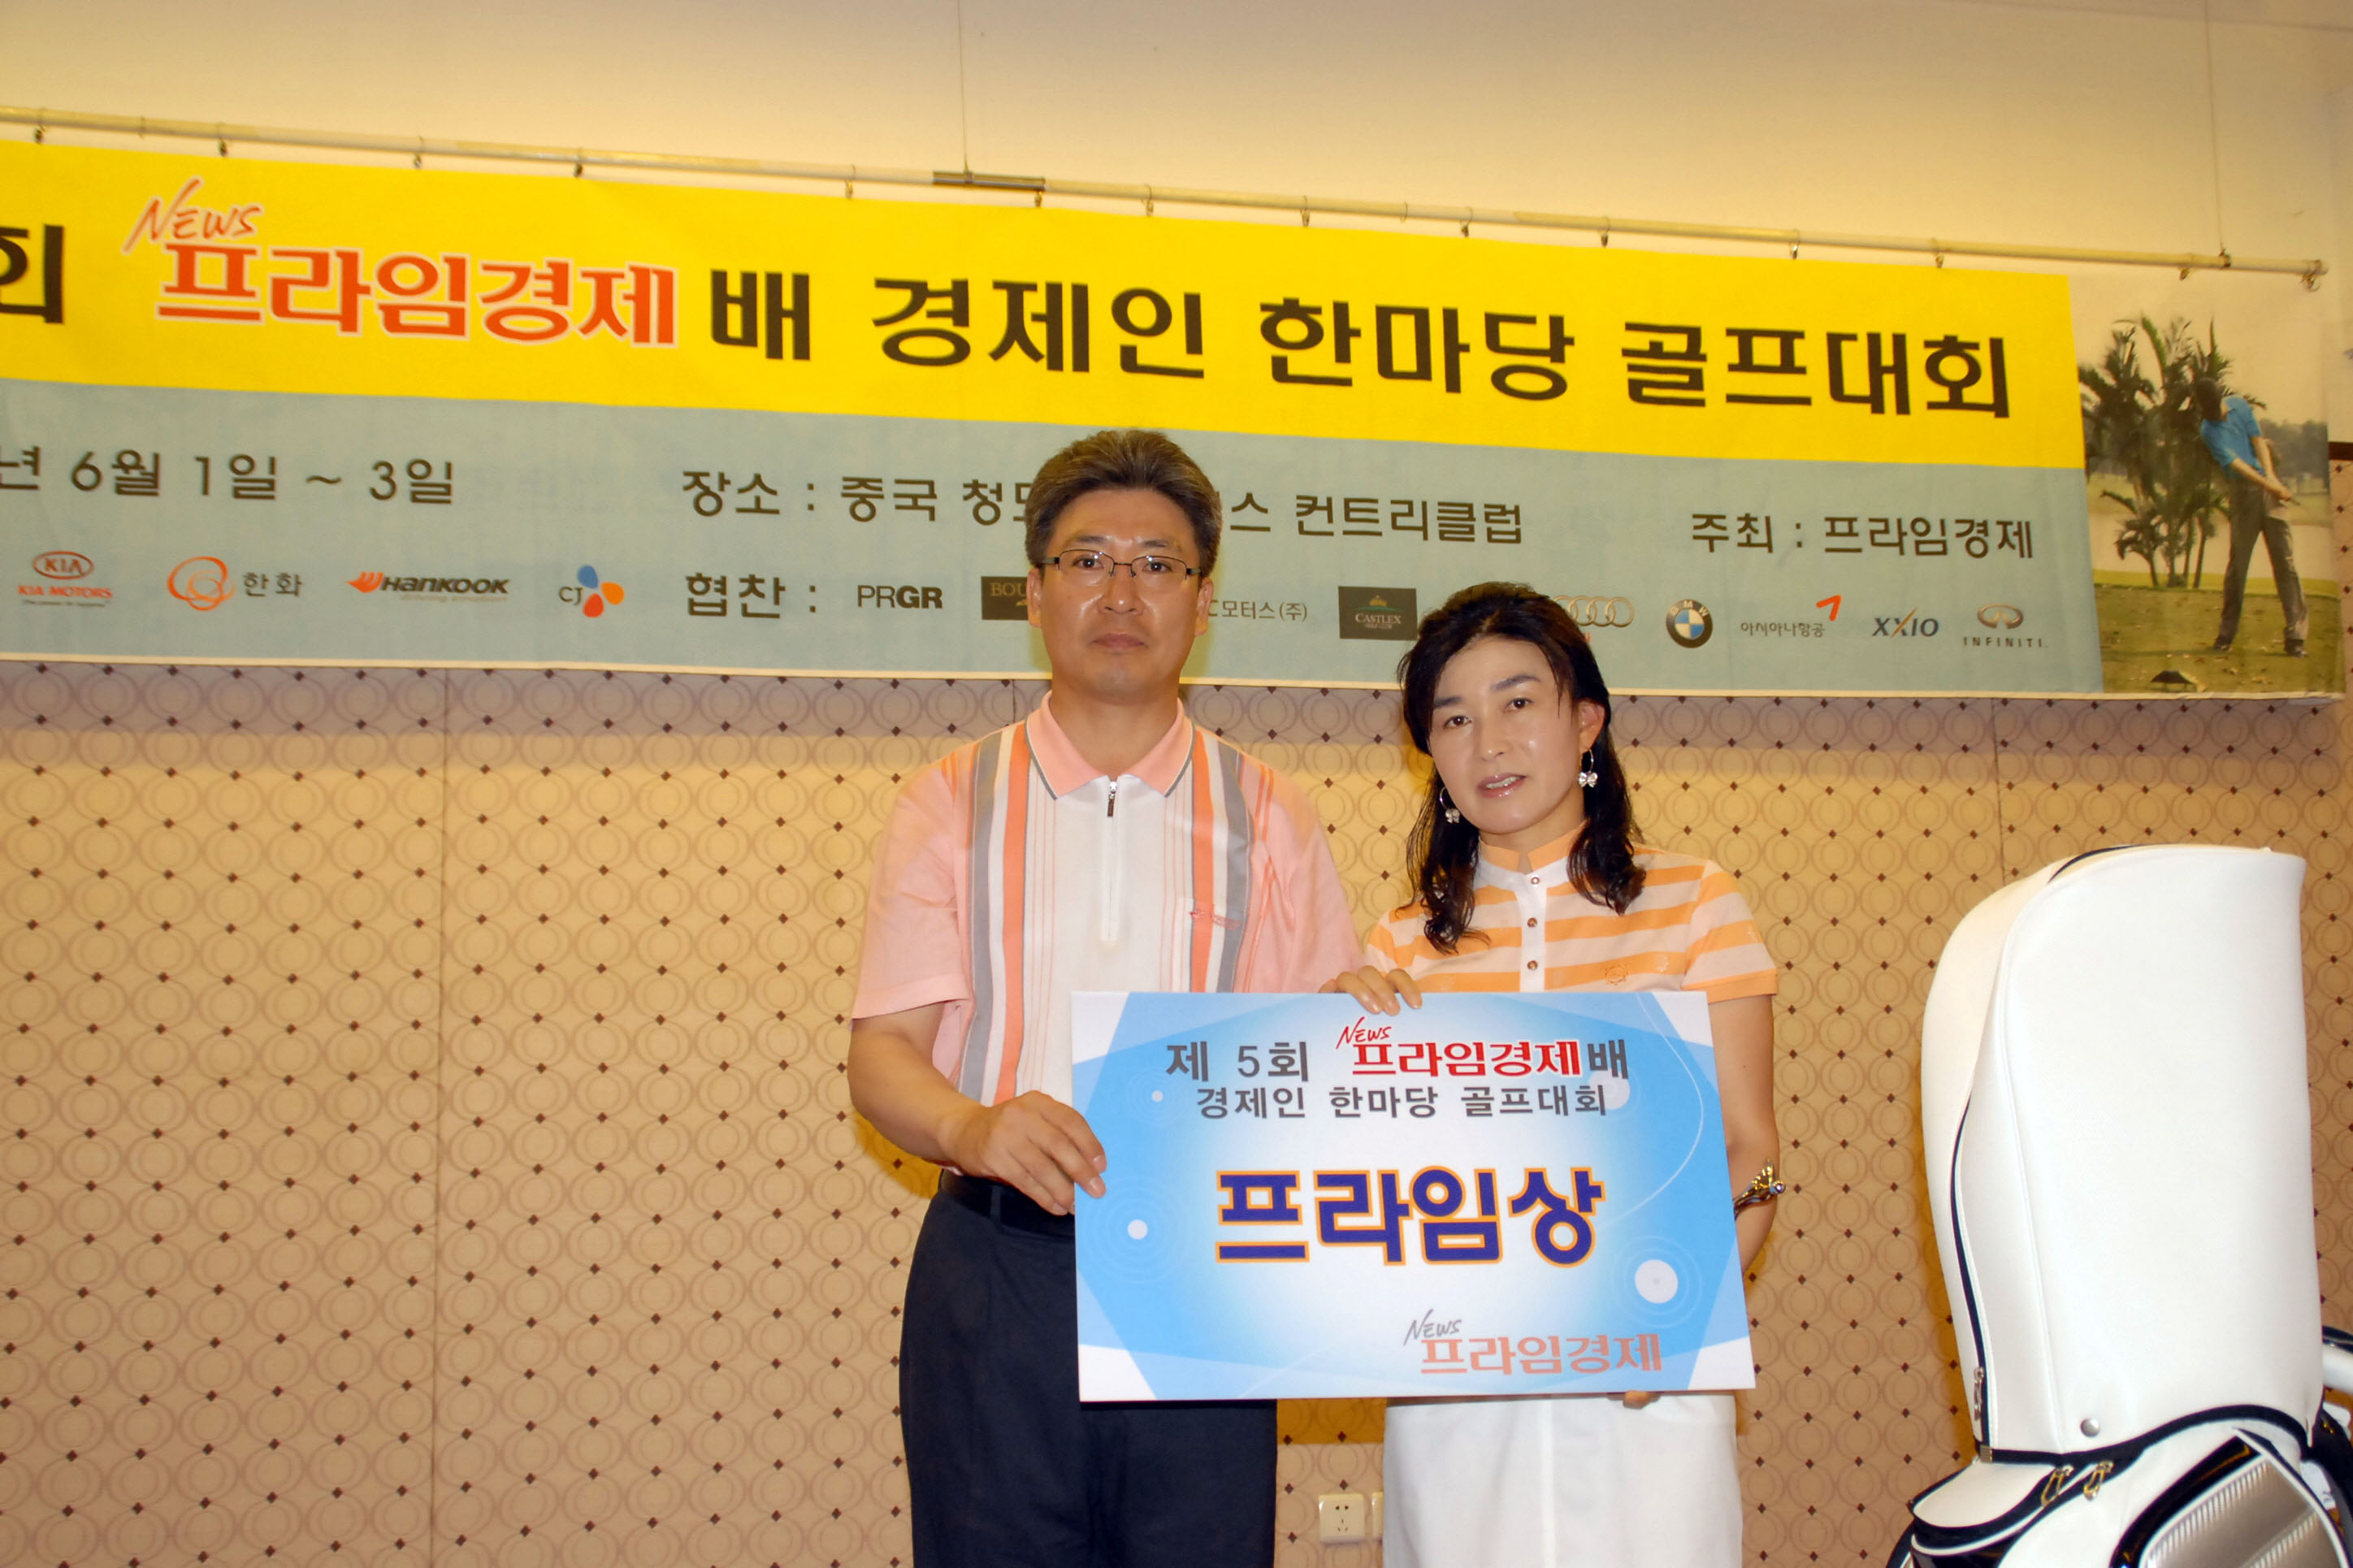 회 NEWS 프라임경제 배 경제인 한마당 골프대회
년 6월 1일 ~ 3일 장소 : 중국 스 컨트리클럽 주최 : 프라임경제
KIA
KIA MOTORS 한화 HANKOOK CJ 협찬 : PRGR C모터스(주) CASTLEX BMW 아시아나항공 XXIO INFINITI
제 5회 NEWS 프라임경제배
경제인 한마당 골프대회
프라임상
NEWS
프라임경제